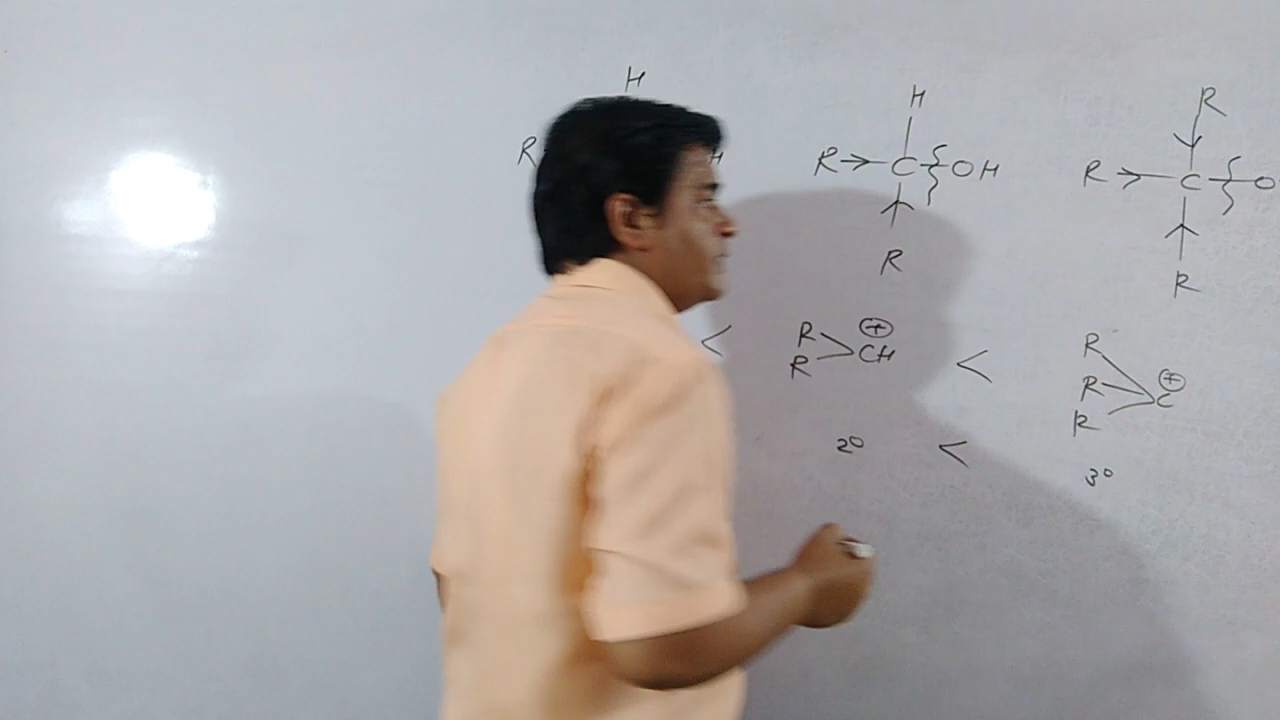 H H R
R H R C OH R C O
R R
< R R CH ⊕ < R R R C ⊕
2° < 3°